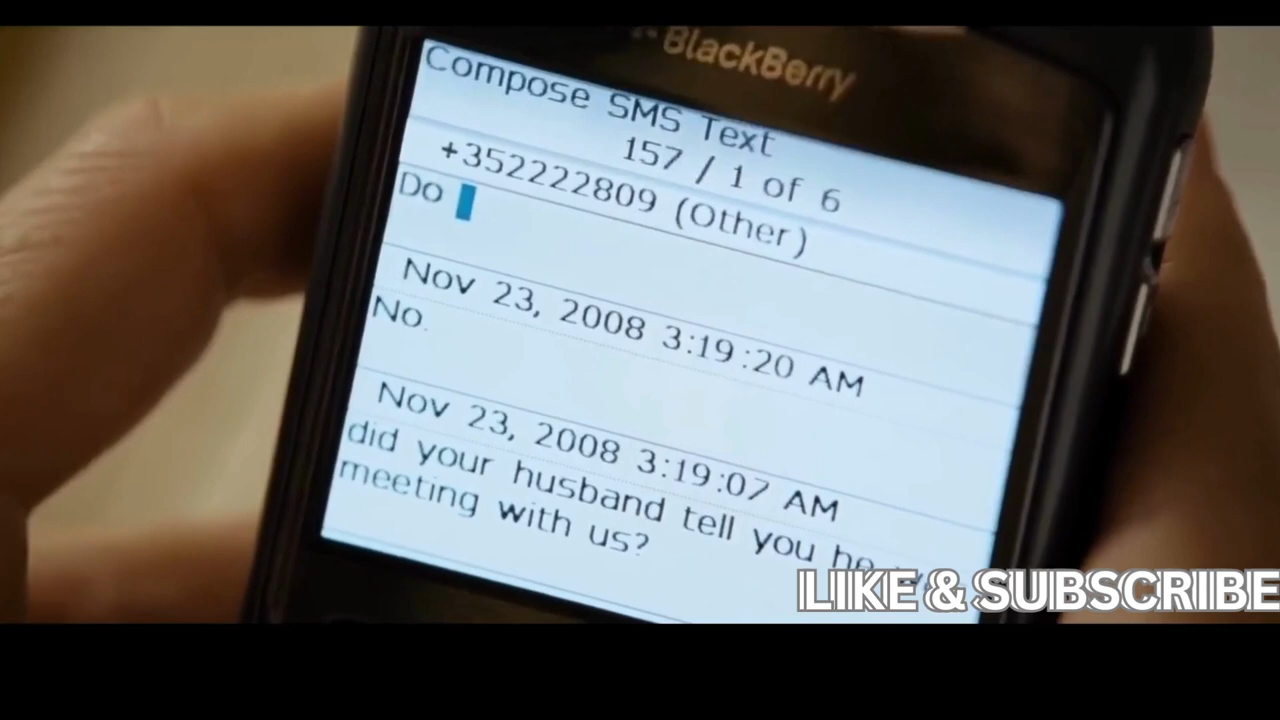 BlackBerry
Compose SMS Text
157 / 1 of 6
+352222809 (Other)
Do
Nov 23, 2008 3:19:20 AM
No.
Nov 23, 2008 3:19:07 AM
did your husband tell you he
meeting with us?
LIKE & SUBSCRIBE